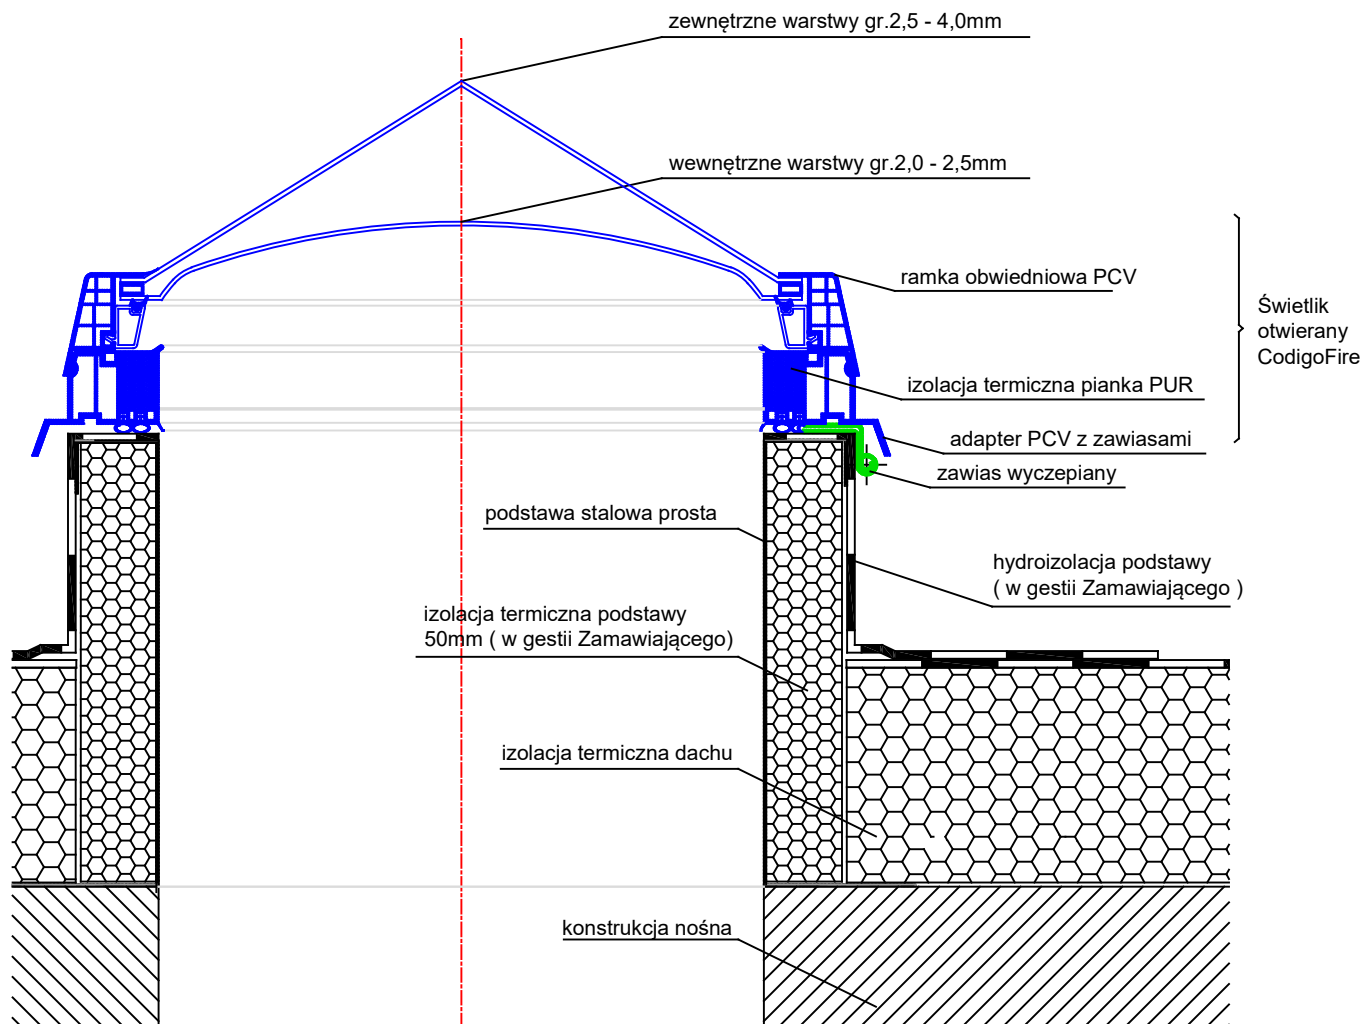 zewnętrzne warstwy gr.2,5 - 4,0mm
wewnętrzne warstwy gr.2,0 - 2,5mm
ramka obwiedniowa PCV
Świetlik
otwierany
CodigoFire
izolacja termiczna pianka PUR
adapter PCV z zawiasami
zawias wyczepiany
podstawa stalowa prosta
hydroizolacja podstawy
( w gestii Zamawiającego )
izolacja termiczna podstawy
50mm ( w gestii Zamawiającego)
izolacja termiczna dachu
konstrukcja nośna